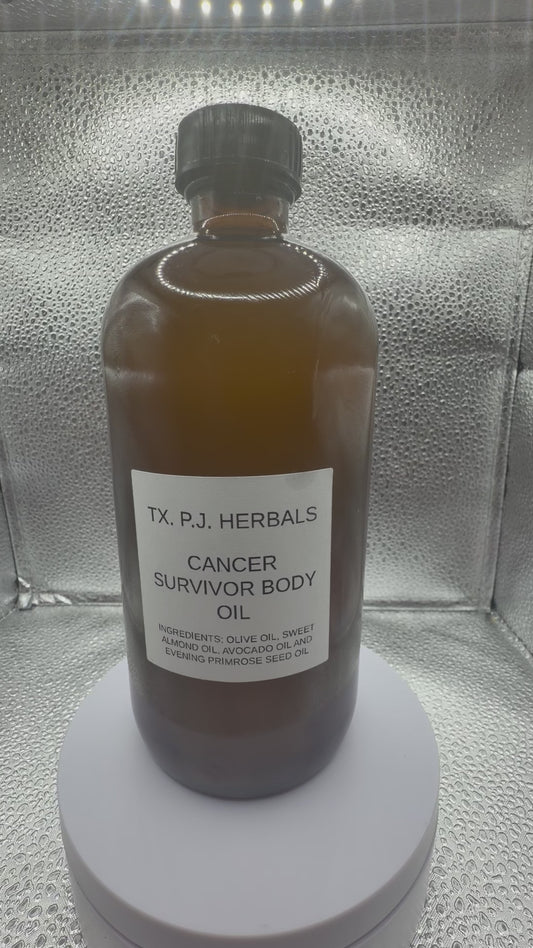 TX. P.J. HERBALS
CANCER
SURVIVOR BODY
OIL
INGREDIENTS: OLIVE OIL, SWEET
ALMOND OIL, AVOCADO OIL AND
EVENING PRIMROSE SEED OIL